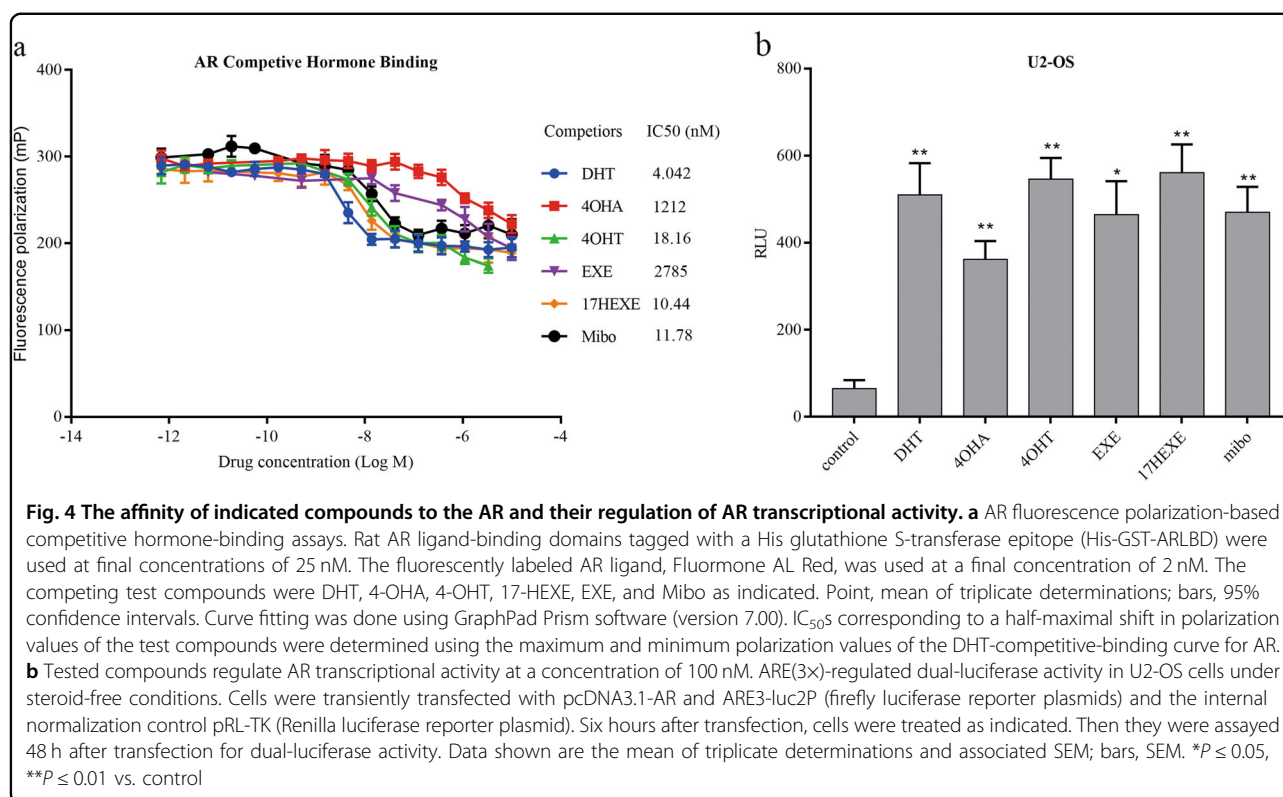 a
AR Competive Hormone Binding
Fluorescence polarization (mP)
400
300
200
100
0
-14
-12
-10
-8
-6
-4
Drug concentration (Log M)
Competiors IC50 (nM)
DHT 4.042
4OHA 1212
4OHT 18.16
EXE 2785
17HEXE 10.44
Mibo 11.78
b
U2-OS
RLU
800
600
400
200
0
**
**
**
*
**
**
control
DHT
4OHA
4OHT
EXE
17HEXE
mibo
Fig. 4 The affinity of indicated compounds to the AR and their regulation of AR transcriptional activity. a AR fluorescence polarization-based
competitive hormone-binding assays. Rat AR ligand-binding domains tagged with a His glutathione S-transferase epitope (His-GST-ARLBD) were
used at final concentrations of 25 nM. The fluorescently labeled AR ligand, Fluormone AL Red, was used at a final concentration of 2 nM. The
competing test compounds were DHT, 4-OHA, 4-OHT, 17-HEXE, EXE, and Mibo as indicated. Point, mean of triplicate determinations; bars, 95%
confidence intervals. Curve fitting was done using GraphPad Prism software (version 7.00). IC50s corresponding to a half-maximal shift in polarization
values of the test compounds were determined using the maximum and minimum polarization values of the DHT-competitive-binding curve for AR.
b Tested compounds regulate AR transcriptional activity at a concentration of 100 nM. ARE(3×)-regulated dual-luciferase activity in U2-OS cells under
steroid-free conditions. Cells were transiently transfected with pcDNA3.1-AR and ARE3-luc2P (firefly luciferase reporter plasmids) and the internal
normalization control pRL-TK (Renilla luciferase reporter plasmid). Six hours after transfection, cells were treated as indicated. Then they were assayed
48 h after transfection for dual-luciferase activity. Data shown are the mean of triplicate determinations and associated SEM; bars, SEM. *P ≤ 0.05,
**P ≤ 0.01 vs. control